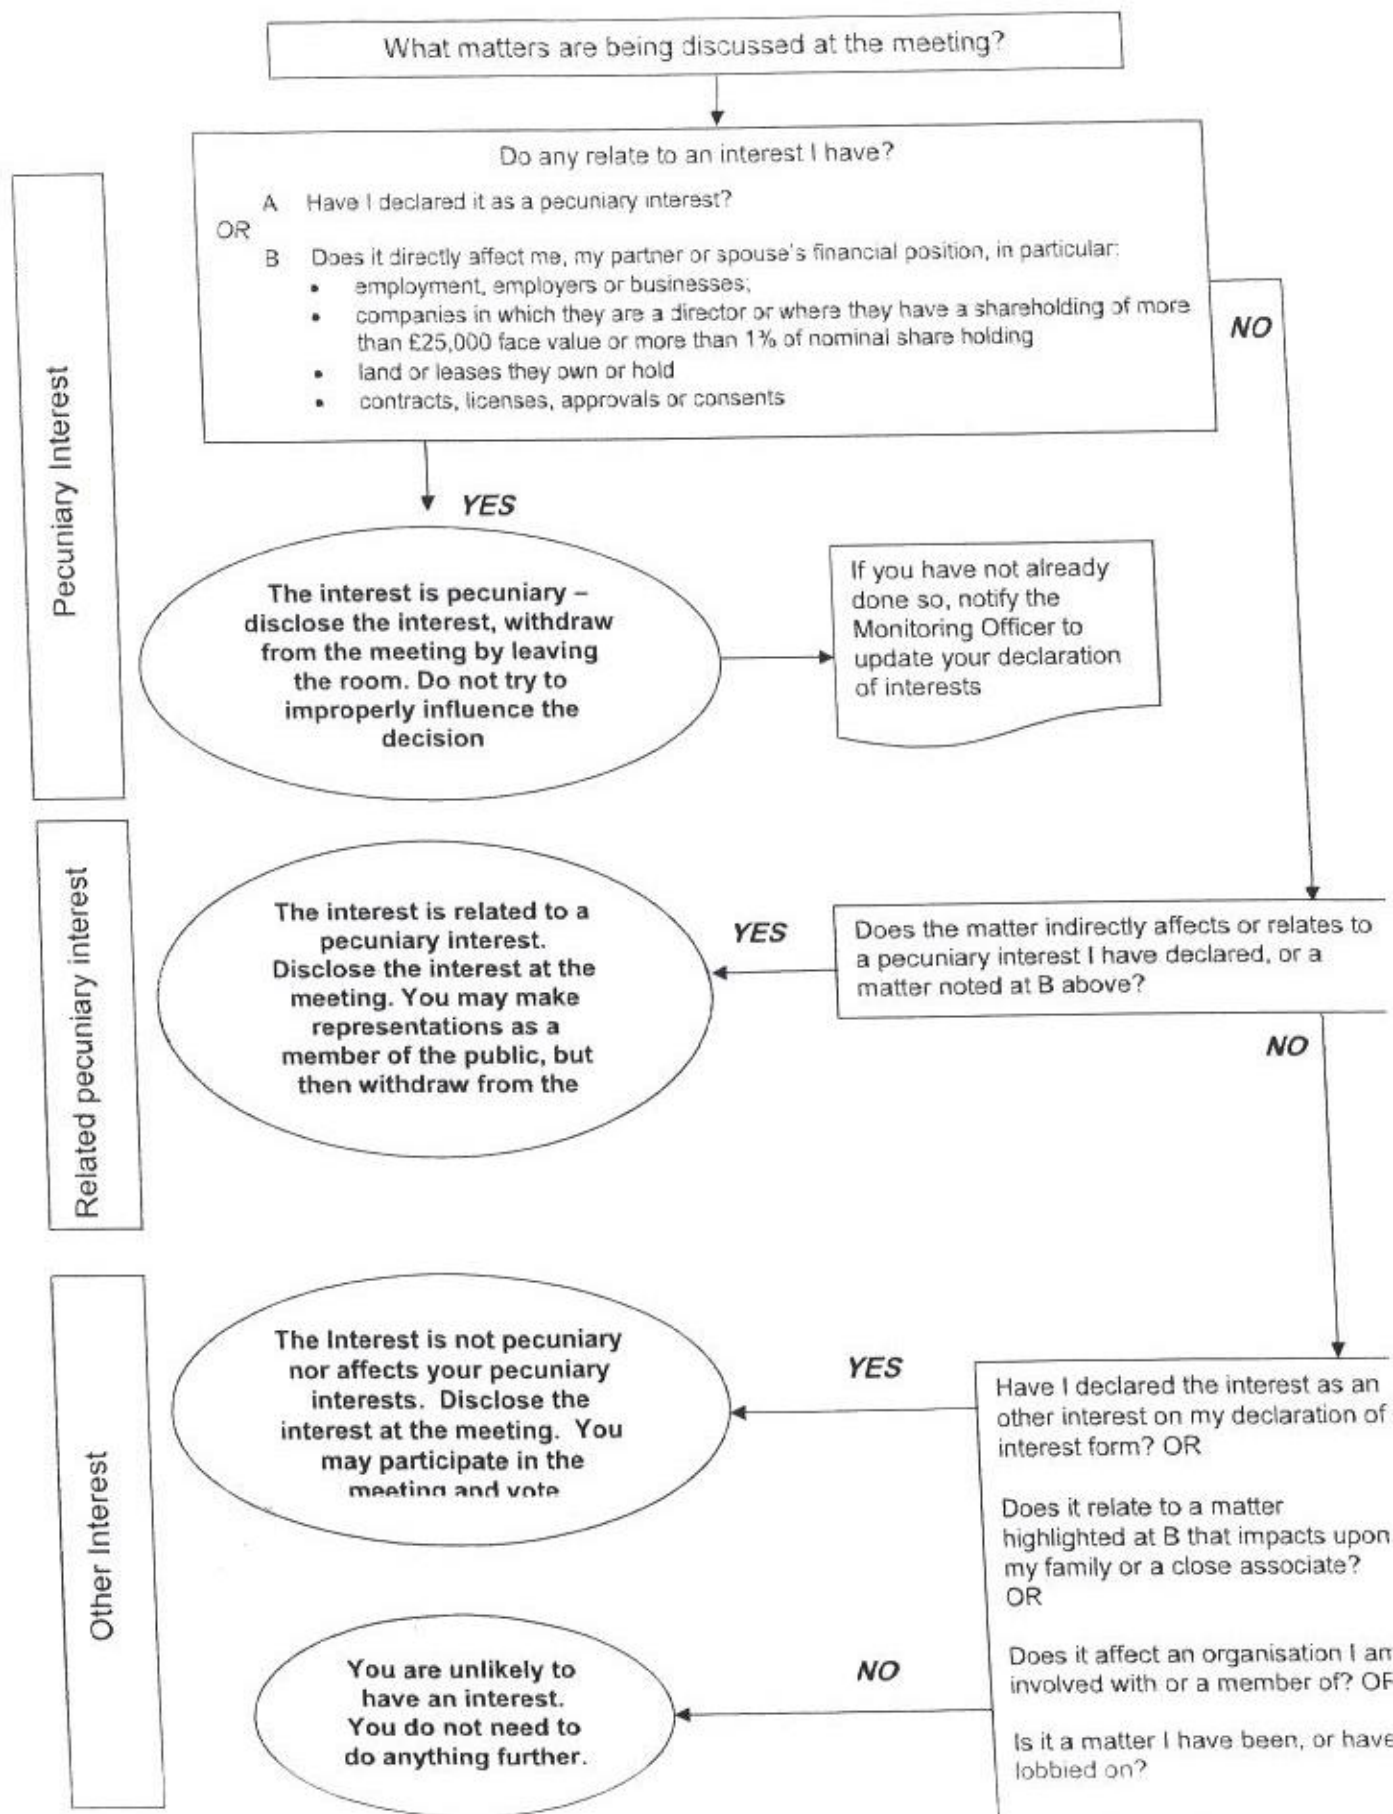 What matters are being discussed at the meeting?
Do any relate to an interest I have?
A Have I declared it as a pecuniary interest?
OR
B Does it directly affect me, my partner or spouse's financial position, in particular:
• employment, employers or businesses;
• companies in which they are a director or where they have a shareholding of more
than £25,000 face value or more than 1% of nominal share holding
• land or leases they own or hold
• contracts, licenses, approvals or consents
NO
Pecuniary Interest
YES
The interest is pecuniary –
disclose the interest, withdraw
from the meeting by leaving
the room. Do not try to
improperly influence the
decision
If you have not already
done so, notify the
Monitoring Officer to
update your declaration
of interests
Related pecuniary interest
The interest is related to a
pecuniary interest.
Disclose the interest at the
meeting. You may make
representations as a
member of the public, but
then withdraw from the
YES
Does the matter indirectly affects or relates to
a pecuniary interest I have declared, or a
matter noted at B above?
NO
Other Interest
The Interest is not pecuniary
nor affects your pecuniary
interests. Disclose the
interest at the meeting. You
may participate in the
meeting and vote
YES
Have I declared the interest as an
other interest on my declaration of
interest form? OR
Does it relate to a matter
highlighted at B that impacts upon
my family or a close associate?
OR
Does it affect an organisation I am
involved with or a member of? OR
Is it a matter I have been, or have
lobbied on?
NO
You are unlikely to
have an interest.
You do not need to
do anything further.